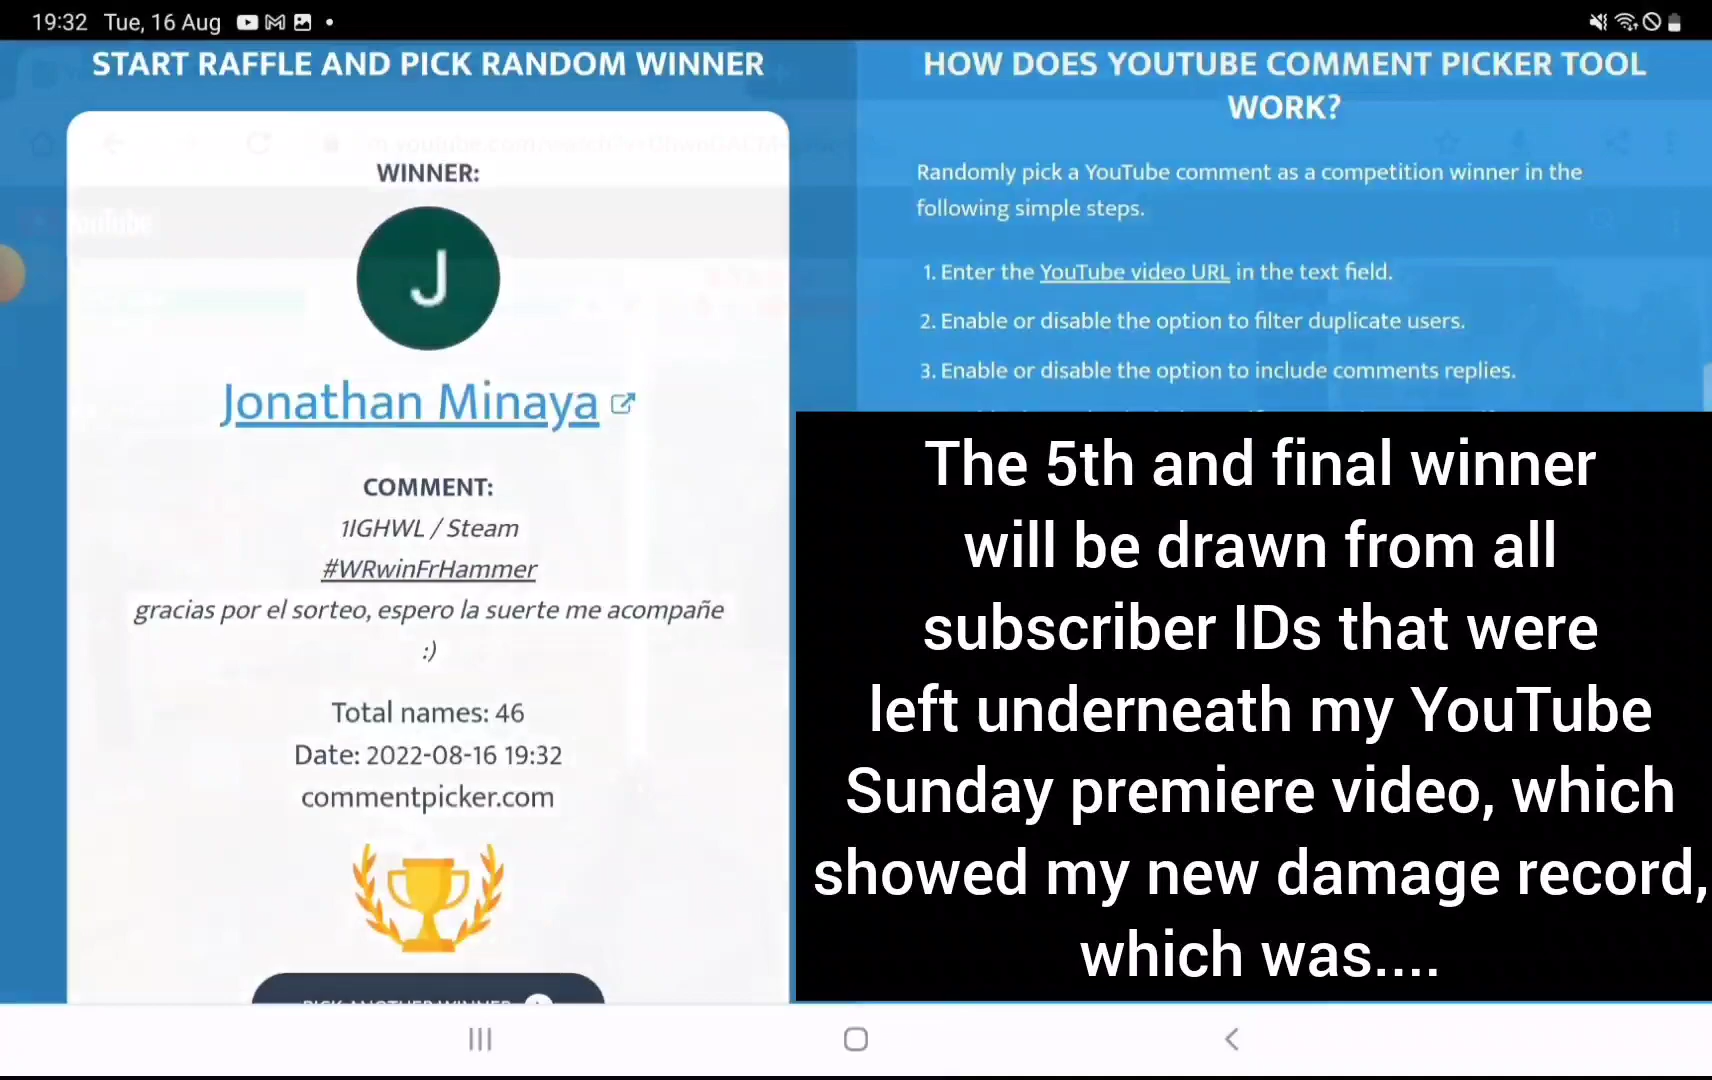 19:32 Tue, 16 Aug
START RAFFLE AND PICK RANDOM WINNER
WINNER:
J
Jonathan Minaya
COMMENT:
1IGHWL / Steam
#WRwinFrHammer
gracias por el sorteo, espero la suerte me acompañe
:)
Total names: 46
Date: 2022-08-16 19:32
commentpicker.com
PICK ANOTHER WINNER
HOW DOES YOUTUBE COMMENT PICKER TOOL
WORK?
Randomly pick a YouTube comment as a competition winner in the
following simple steps.
1. Enter the YouTube video URL in the text field.
2. Enable or disable the option to filter duplicate users.
3. Enable or disable the option to include comments replies.
The 5th and final winner
will be drawn from all
subscriber IDs that were
left underneath my YouTube
Sunday premiere video, which
showed my new damage record,
which was....